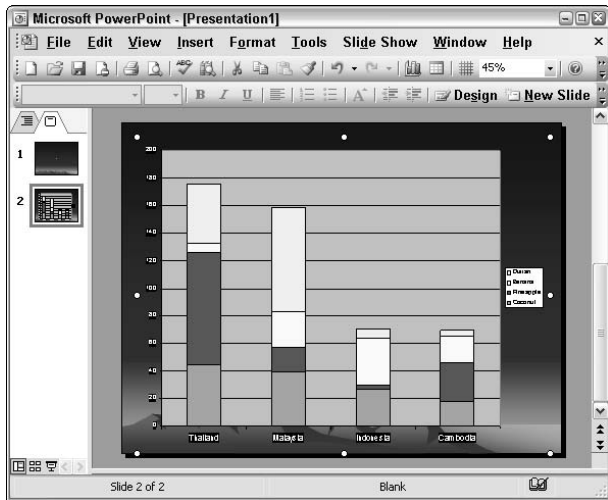 Microsoft PowerPoint - [Presentation1]
File Edit View Insert Format Tools Slide Show Window Help
45%
B I U Design New Slide
1
2
200
180
160
140
120
100
80
60
40
20
0
Thailand Malaysia Indonesia Cambodia
Durian
Banana
Pineapple
Coconut
Slide 2 of 2 Blank